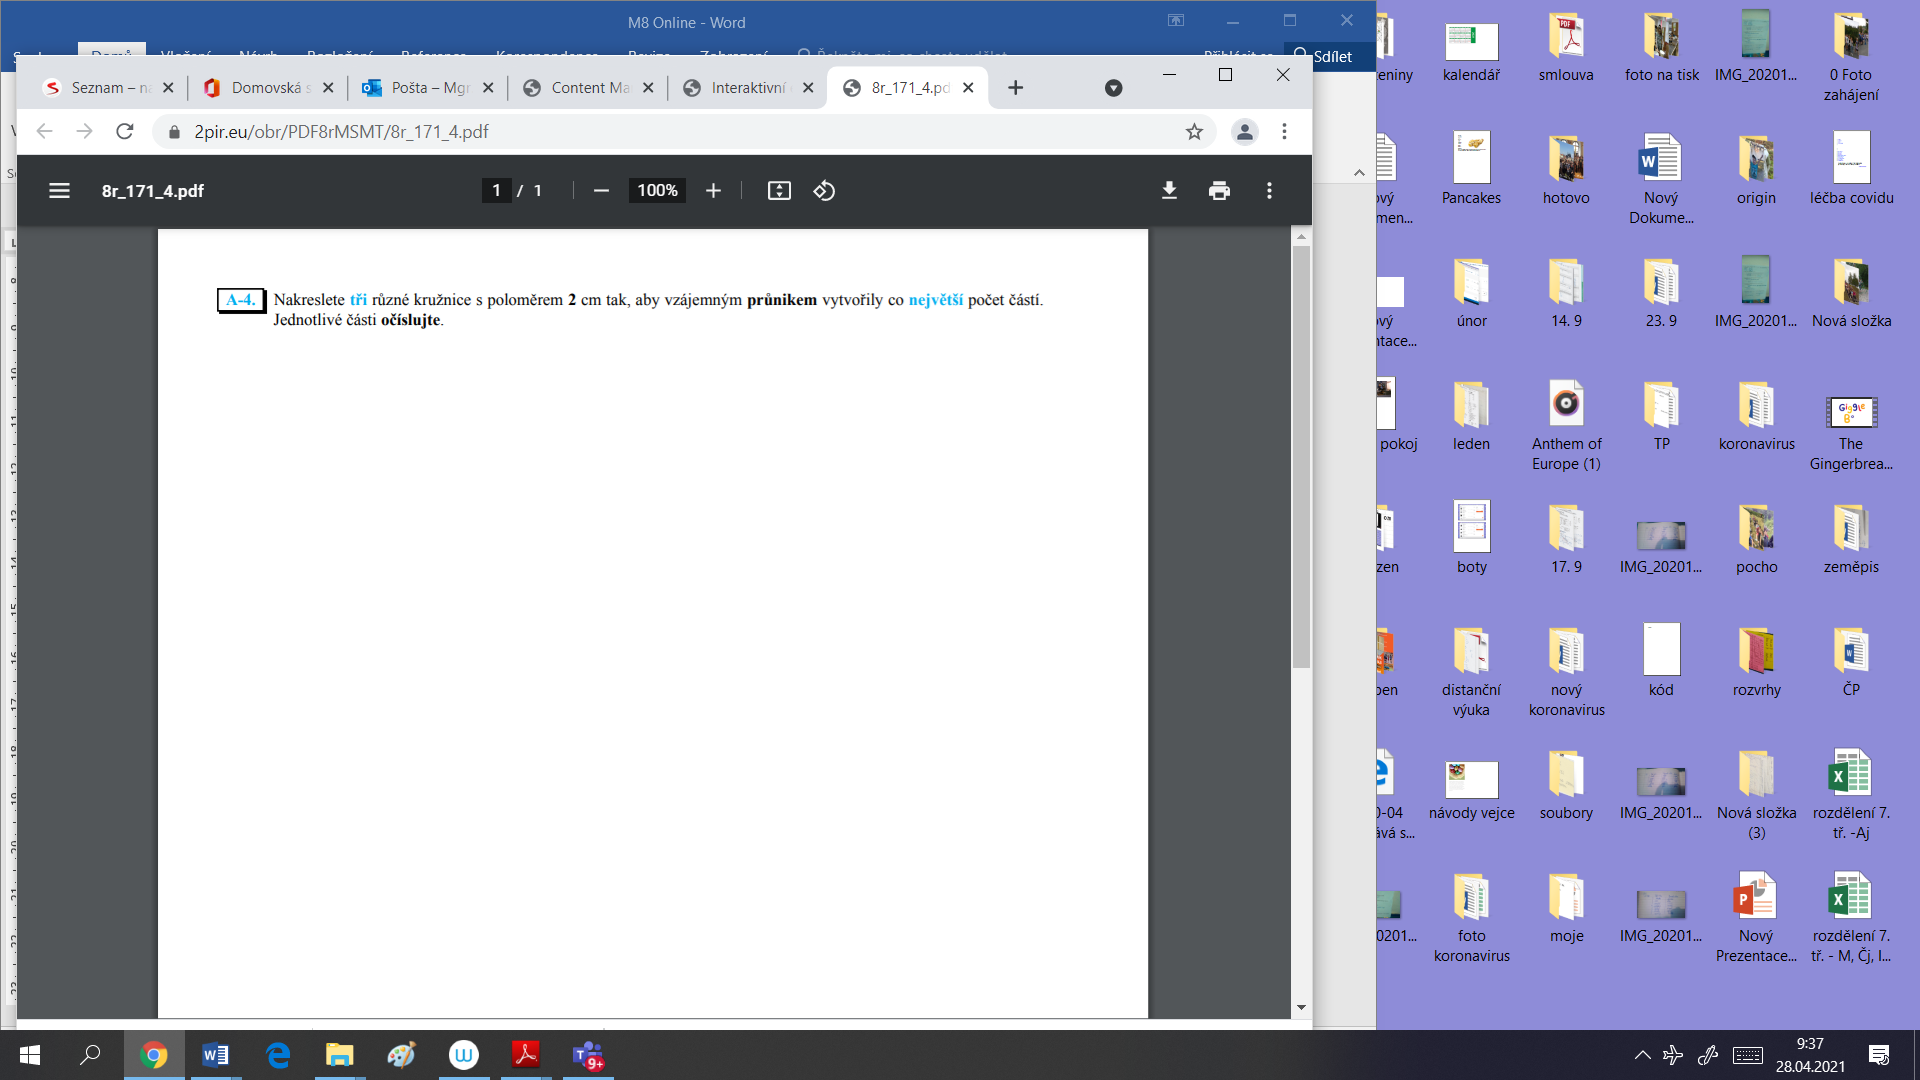 M8 Online - Word
Sdílet
Seznam – n
Domovská s
Pošta – Mgr
Content Ma
Interaktivní
8r_171_4.pd
2pir.eu/obr/PDF8rMSMT/8r_171_4.pdf
8r_171_4.pdf
1 / 1
100%
A-4. Nakreslete tři různé kružnice s poloměrem 2 cm tak, aby vzájemným průnikem vytvořily co největší počet částí.
Jednotlivé části očíslujte.
kalendář
smlouva
foto na tisk
IMG_20201...
0 Foto
zahájení
Pancakes
hotovo
Nový
Dokume...
origin
léčba covidu
únor
14. 9
23. 9
IMG_20201...
Nová složka
pokoj
leden
Anthem of
Europe (1)
TP
koronavirus
The
Gingerbrea...
boty
17. 9
IMG_20201...
pocho
zeměpis
distanční
výuka
nový
koronavirus
kód
rozvrhy
ČP
návody vejce
soubory
IMG_20201...
Nová složka
(3)
rozdělení 7.
tř. -Aj
foto
koronavirus
moje
IMG_20201...
Nový
Prezentace...
rozdělení 7.
tř. - M, Čj, I...
9:37
28.04.2021